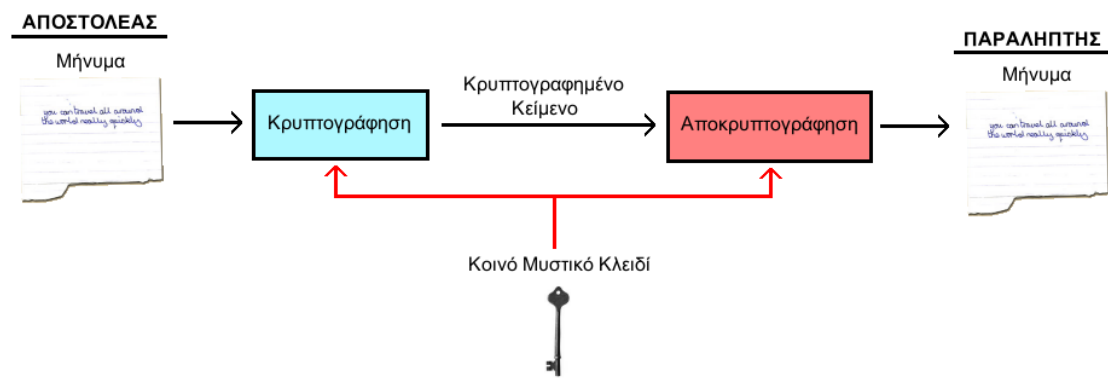 ΑΠΟΣΤΟΛΕΑΣ
Μήνυμα
you can travel all around
the world really quickly
Κρυπτογράφηση
Κρυπτογραφημένο
Κείμενο
Αποκρυπτογράφηση
ΠΑΡΑΛΗΠΤΗΣ
Μήνυμα
you can travel all around
the world really quickly
Κοινό Μυστικό Κλειδί